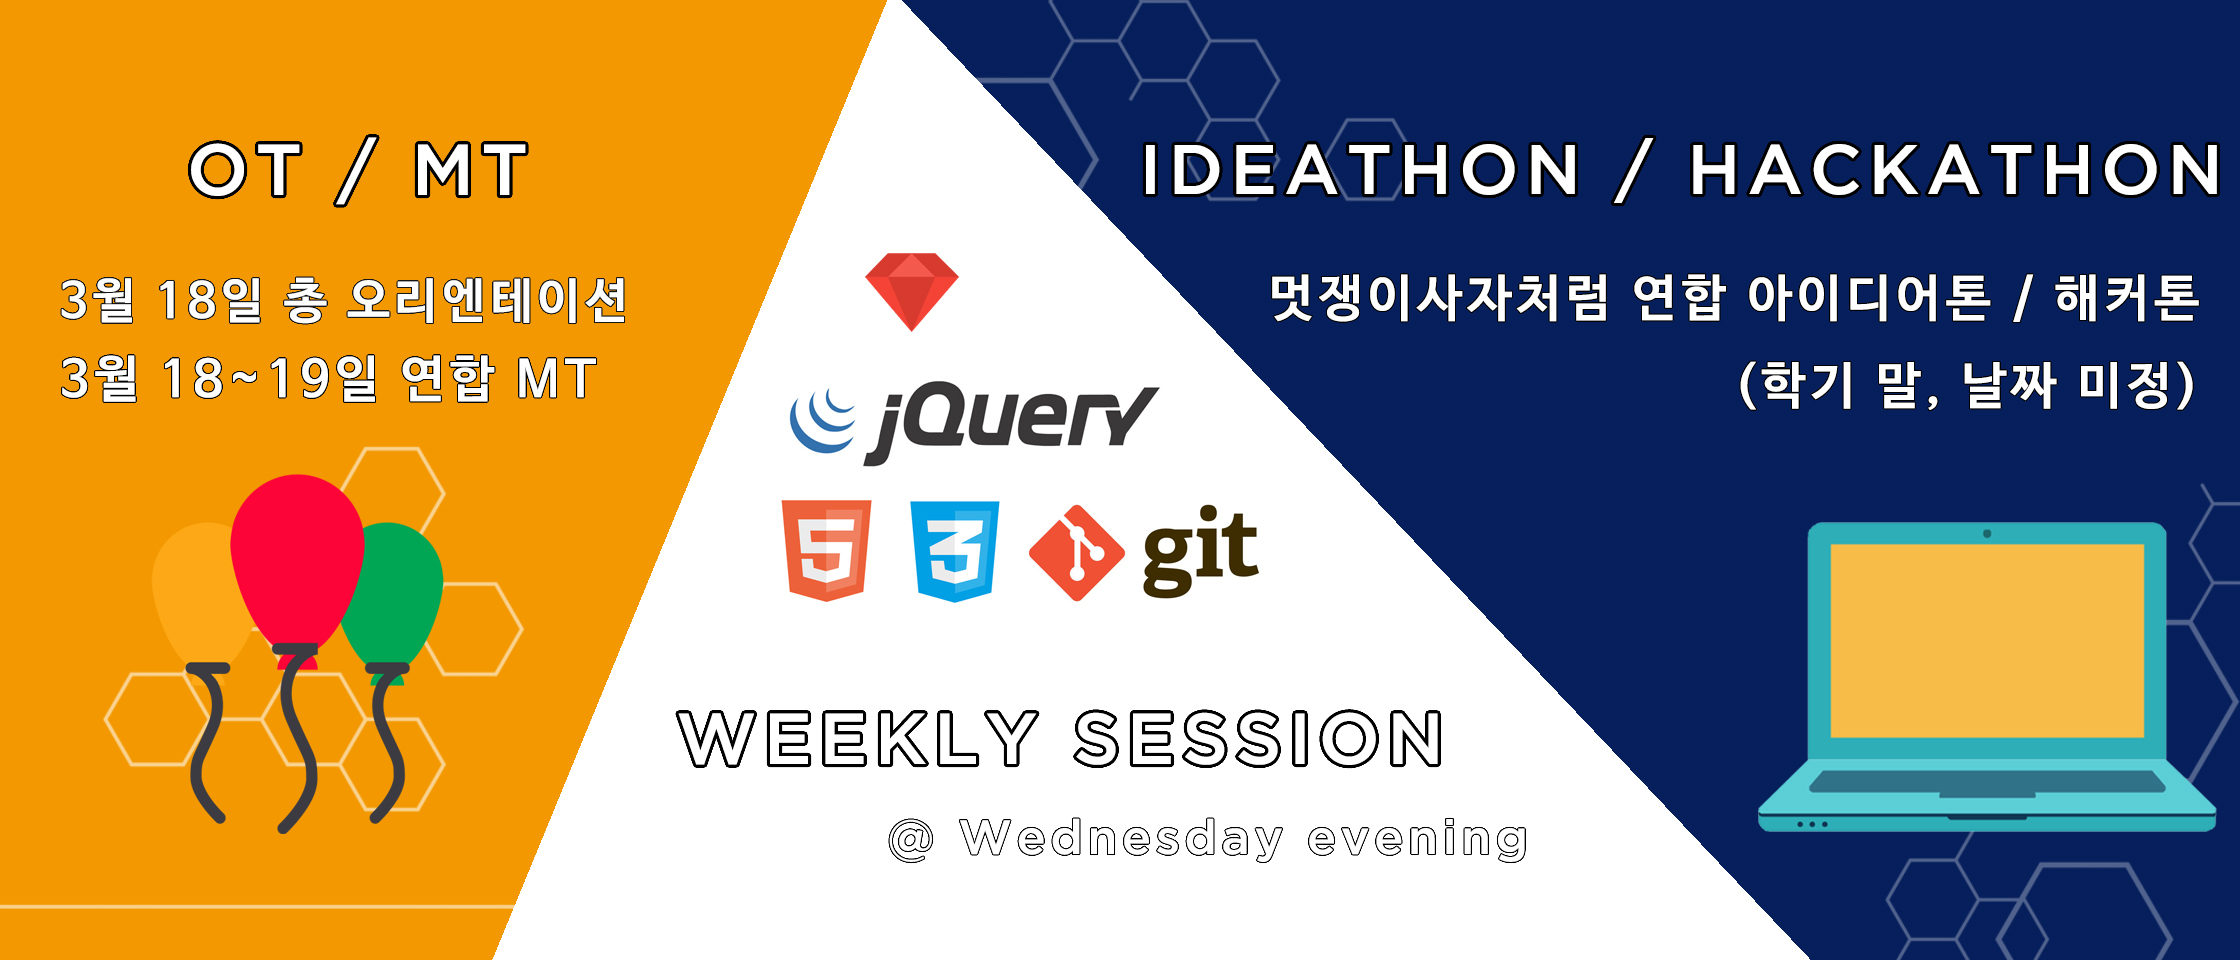 OT / MT
3월 18일 총 오리엔테이션
3월 18~19일 연합 MT
jQuery
5
3
git
WEEKLY SESSION
@ Wednesday evening
IDEATHON / HACKATHON
멋쟁이사자처럼 연합 아이디어톤 / 해커톤
(학기 말, 날짜 미정)